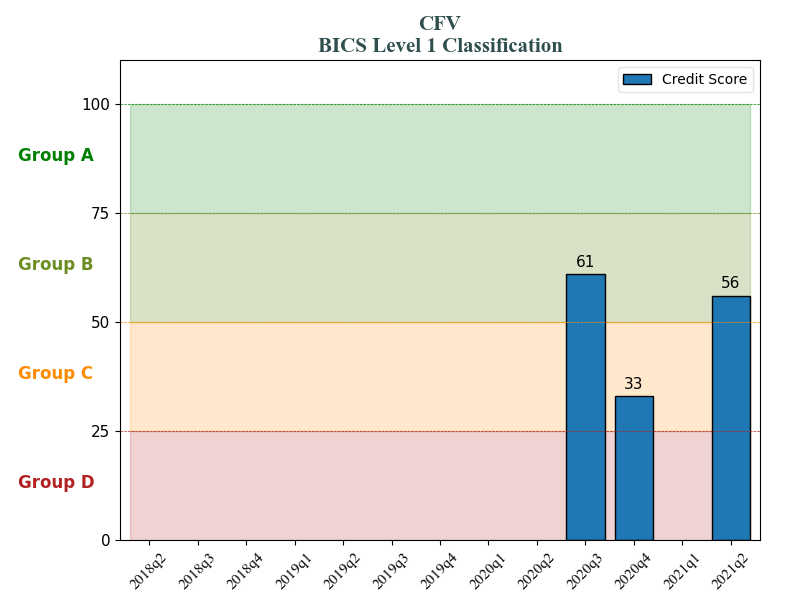 CFV
BICS Level 1 Classification
Credit Score
100
Group A
75
Group B
61
56
50
Group C
33
25
Group D
0
2018q2 2018q3 2018q4 2019q1 2019q2 2019q3 2019q4 2020q1 2020q2 2020q3 2020q4 2021q1 2021q2